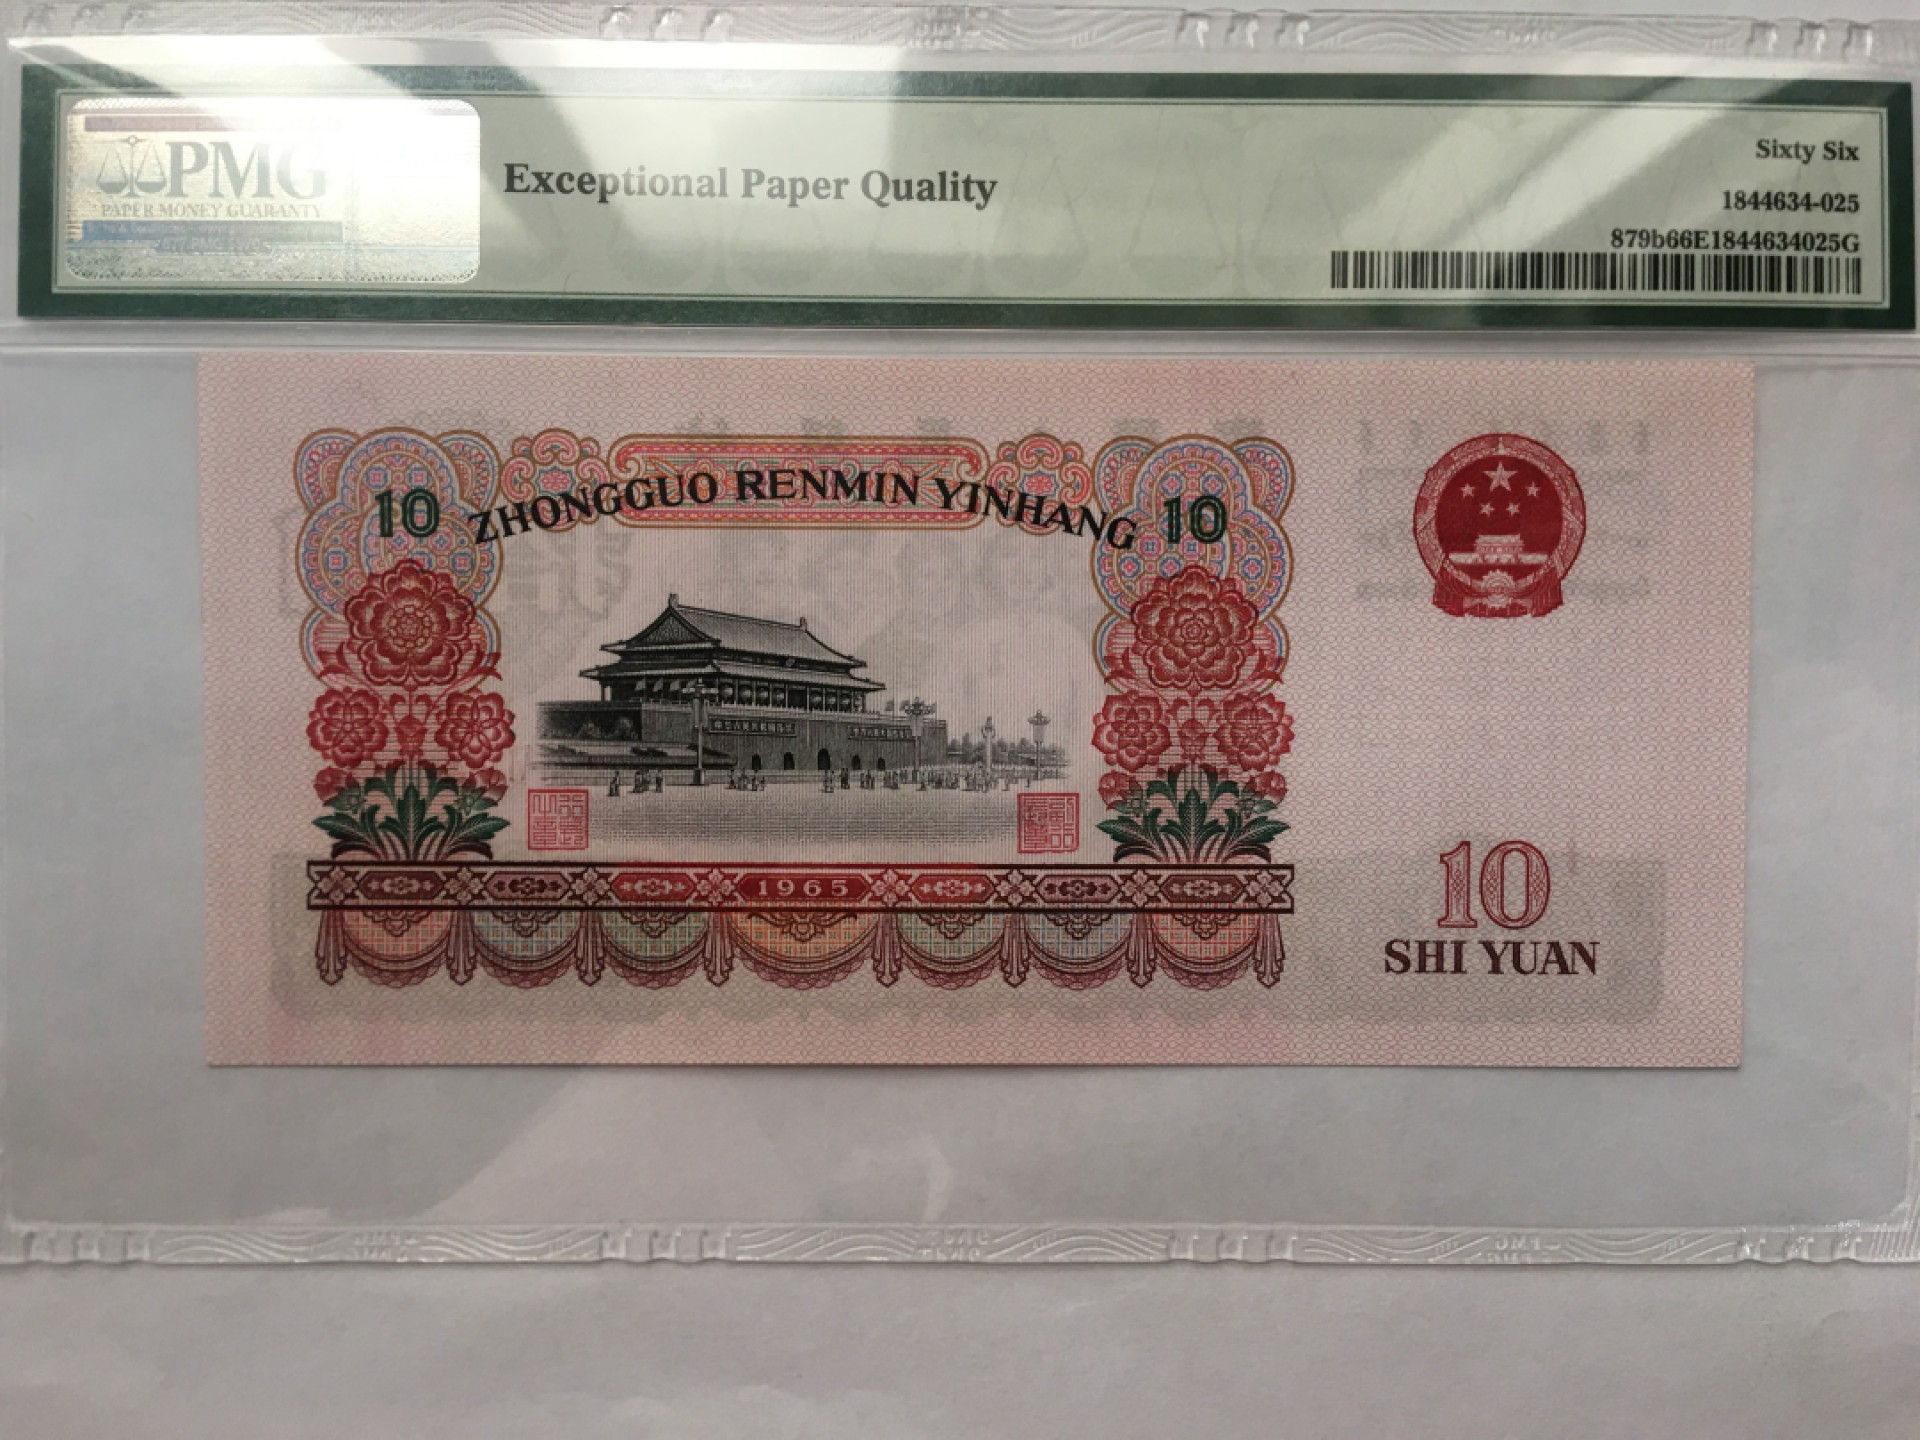 PMG
PAPER MONEY GUARANTY
Exceptional Paper Quality
Sixty Six
1844634-025
879b66E1844634025G
ZHONGGUO RENMIN YINHANG
10
10
1965
10
SHI YUAN